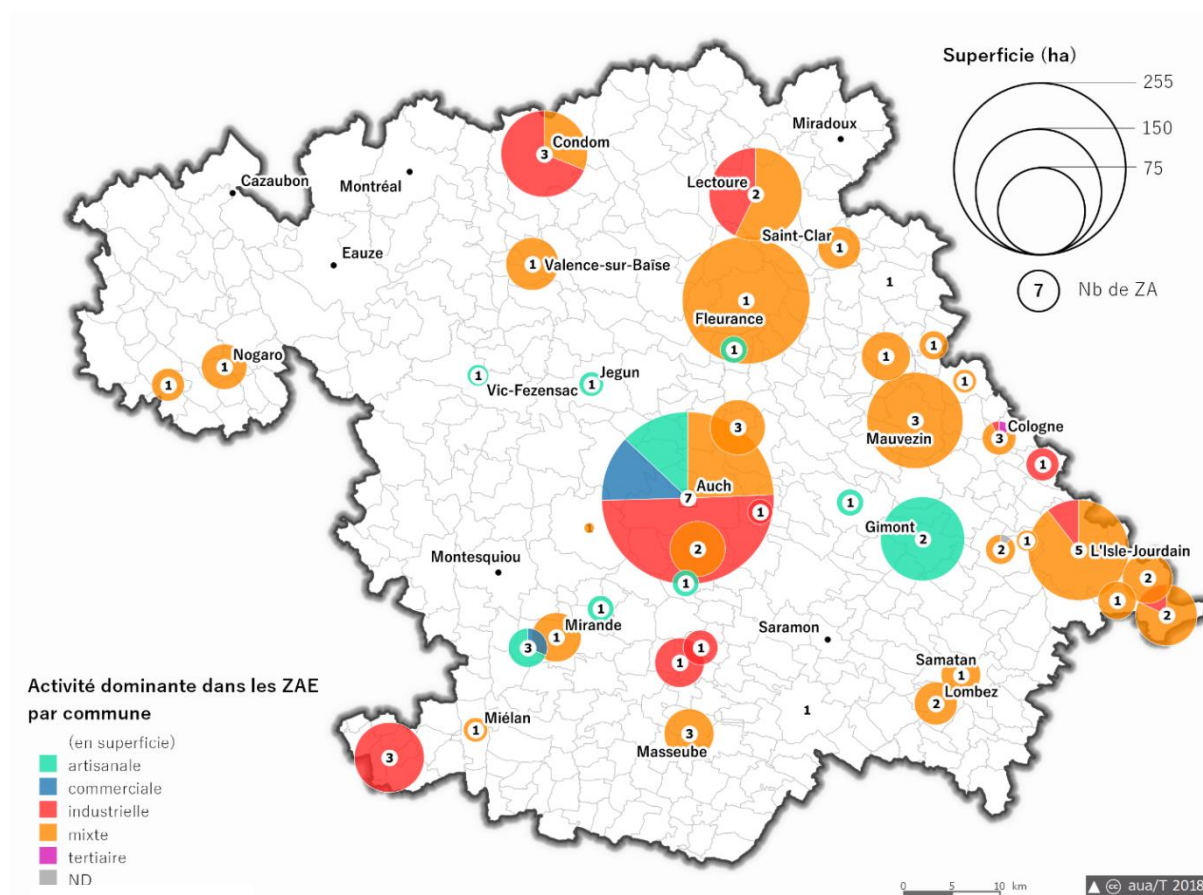 Superficie (ha)
255
150
75
7
Nb de ZA
Miradoux
Condom
3
Cazaubon
Montréal
Lectoure
2
Saint-Clar
1
Eauze
1
Valence-sur-Baïse
1
1
Fleurance
1
Nogaro
1
1
1
Vic-Fezensac
Jegun
1
1
1
1
3
Mauvezin
Cologne
3
1
3
Auch
7
1
1
Gimont
2
1
2
1
5
L'Isle-Jourdain
2
1
2
2
1
Montesquiou
1
Mirande
1
3
Saramon
1
1
Samatan
1
Lombez
2
1
Miélan
1
3
Masseube
3
Activité dominante dans les ZAE
par commune
(en superficie)
artisanale
commerciale
industrielle
mixte
tertiaire
ND
0 5 10 km
cc aua/T 2018